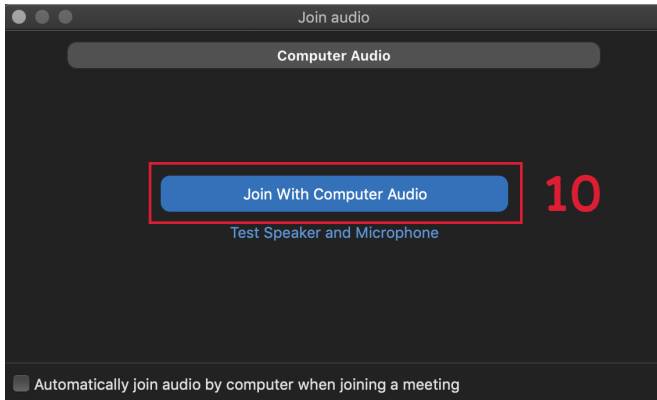 Join audio
Computer Audio
Join With Computer Audio
10
Test Speaker and Microphone
Automatically join audio by computer when joining a meeting